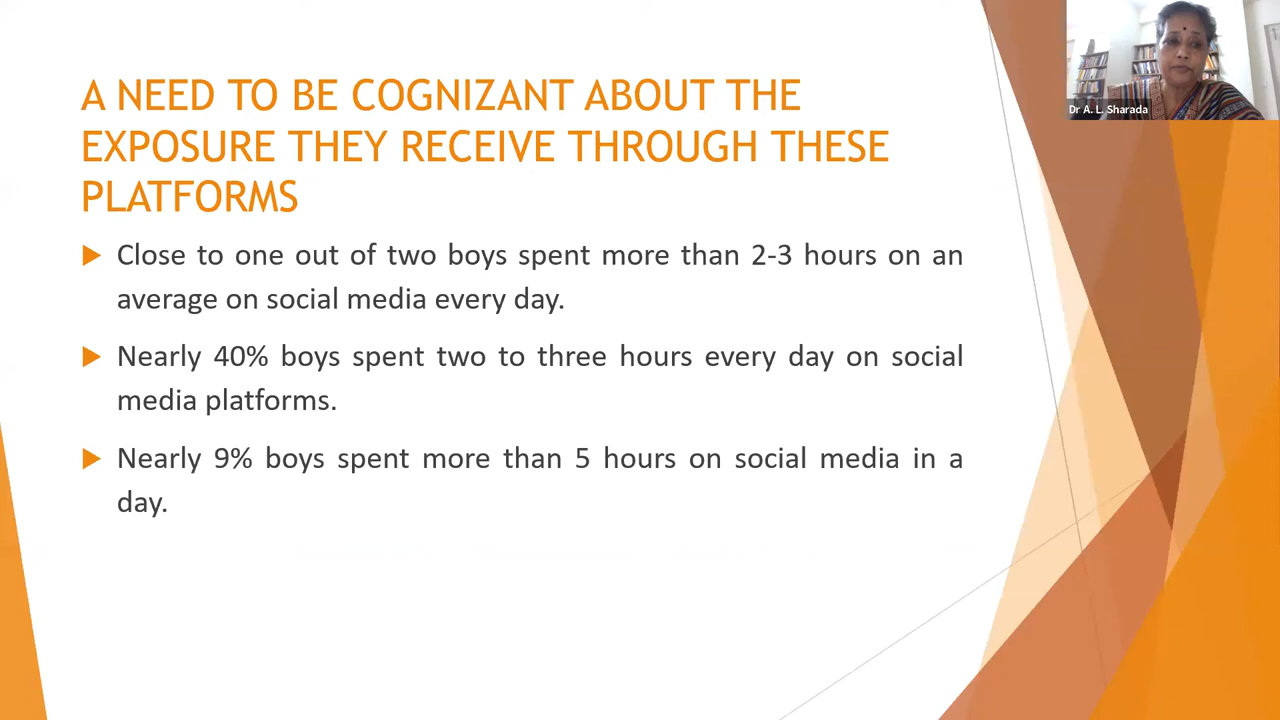 A NEED TO BE COGNIZANT ABOUT THE
EXPOSURE THEY RECEIVE THROUGH THESE
PLATFORMS
Close to one out of two boys spent more than 2-3 hours on an
average on social media every day.
Nearly 40% boys spent two to three hours every day on social
media platforms.
Nearly 9% boys spent more than 5 hours on social media in a
day.
Dr A. L. Sharada